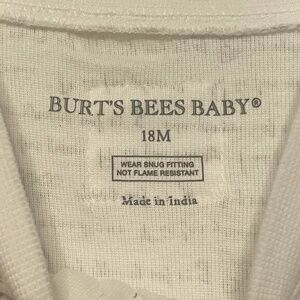 BURT'S BEES BABY®
18M
WEAR SNUG FITTING
NOT FLAME RESISTANT
Made in India